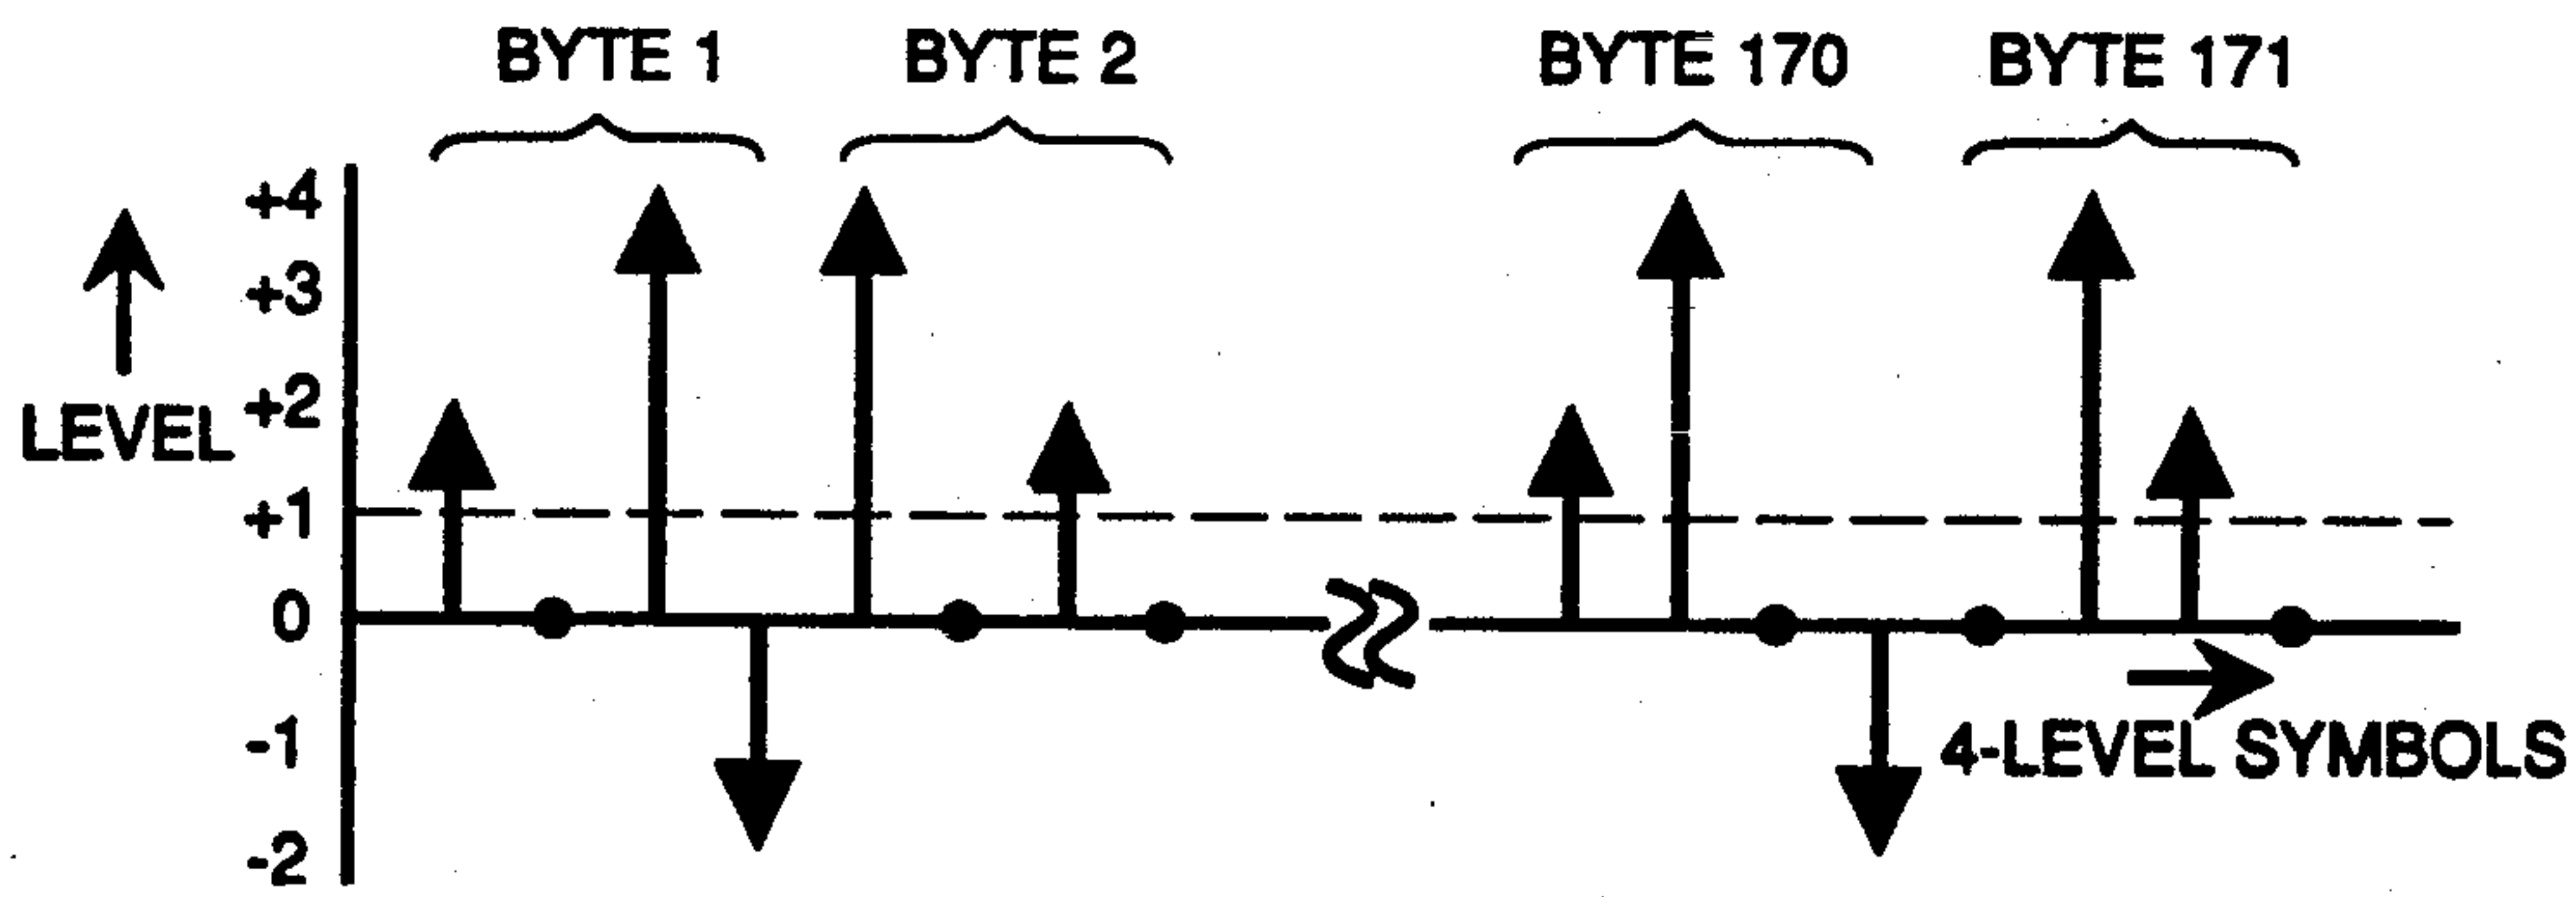 BYTE 1 BYTE 2 BYTE 170 BYTE 171
+4
+3
+2
LEVEL
+1
0
-1
4-LEVEL SYMBOLS
-2